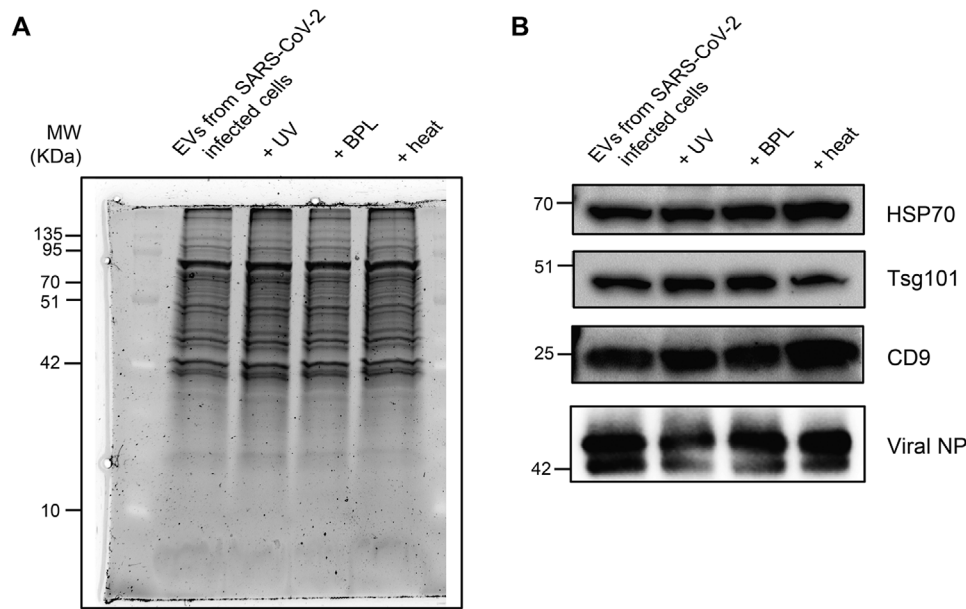 A
EVs from SARS-CoV-2
infected cells
+ UV
+ BPL
+ heat
MW
(KDa)
135
95
70
51
42
10
B
EVs from SARS-CoV-2
infected cells
+ UV
+ BPL
+ heat
70
HSP70
51
Tsg101
25
CD9
42
Viral NP